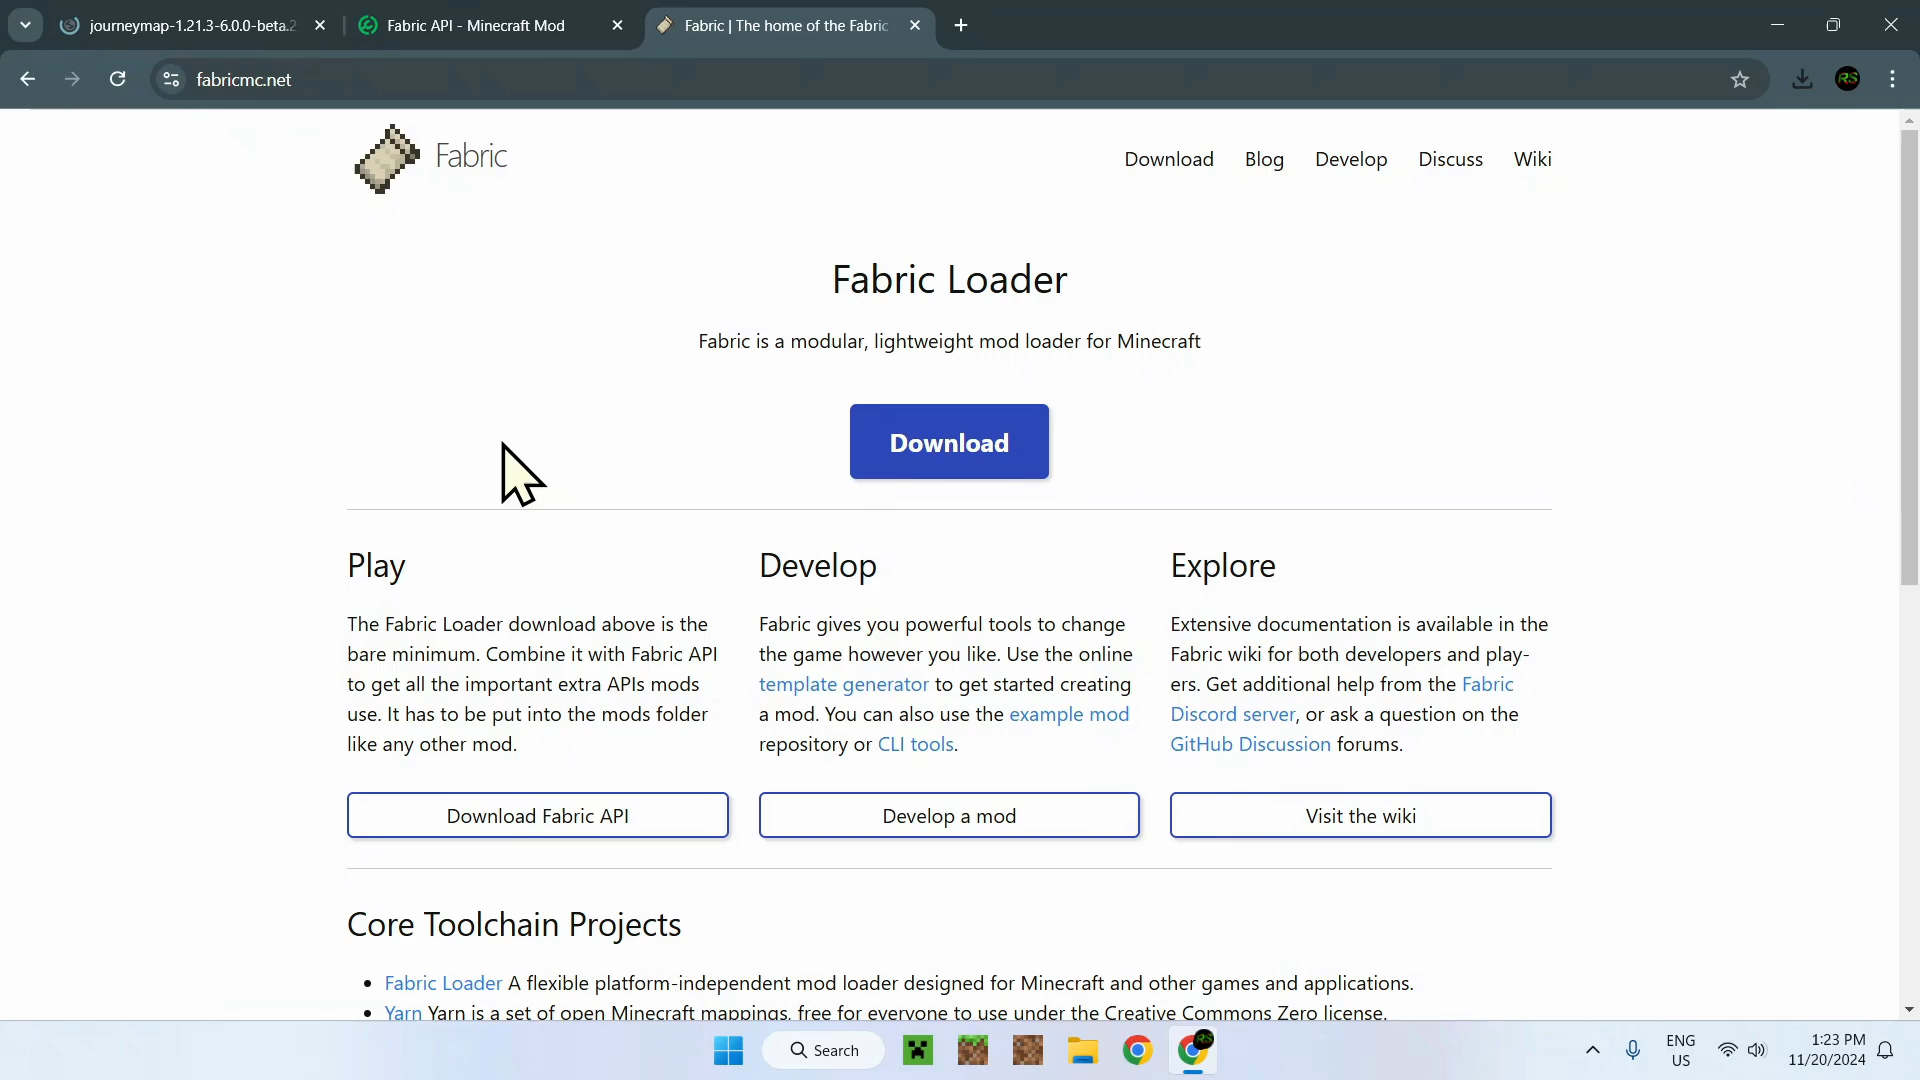 journeymap-1.21.3-6.0.0-beta.2
Fabric API - Minecraft Mod
Fabric | The home of the Fabric
fabricmc.net
RS
Fabric
Download
Blog
Develop
Discuss
Wiki
Fabric Loader
Fabric is a modular, lightweight mod loader for Minecraft
Download
Play
The Fabric Loader download above is the
bare minimum. Combine it with Fabric API
to get all the important extra APIs mods
use. It has to be put into the mods folder
like any other mod.
Download Fabric API
Develop
Fabric gives you powerful tools to change
the game however you like. Use the online
template generator to get started creating
a mod. You can also use the example mod
repository or CLI tools.
Develop a mod
Explore
Extensive documentation is available in the
Fabric wiki for both developers and play-
ers. Get additional help from the Fabric
Discord server, or ask a question on the
GitHub Discussion forums.
Visit the wiki
Core Toolchain Projects
Fabric Loader A flexible platform-independent mod loader designed for Minecraft and other games and applications.
Yarn Yarn is a set of open Minecraft mappings, free for everyone to use under the Creative Commons Zero license.
Search
RS
ENG
US
1:23 PM
11/20/2024